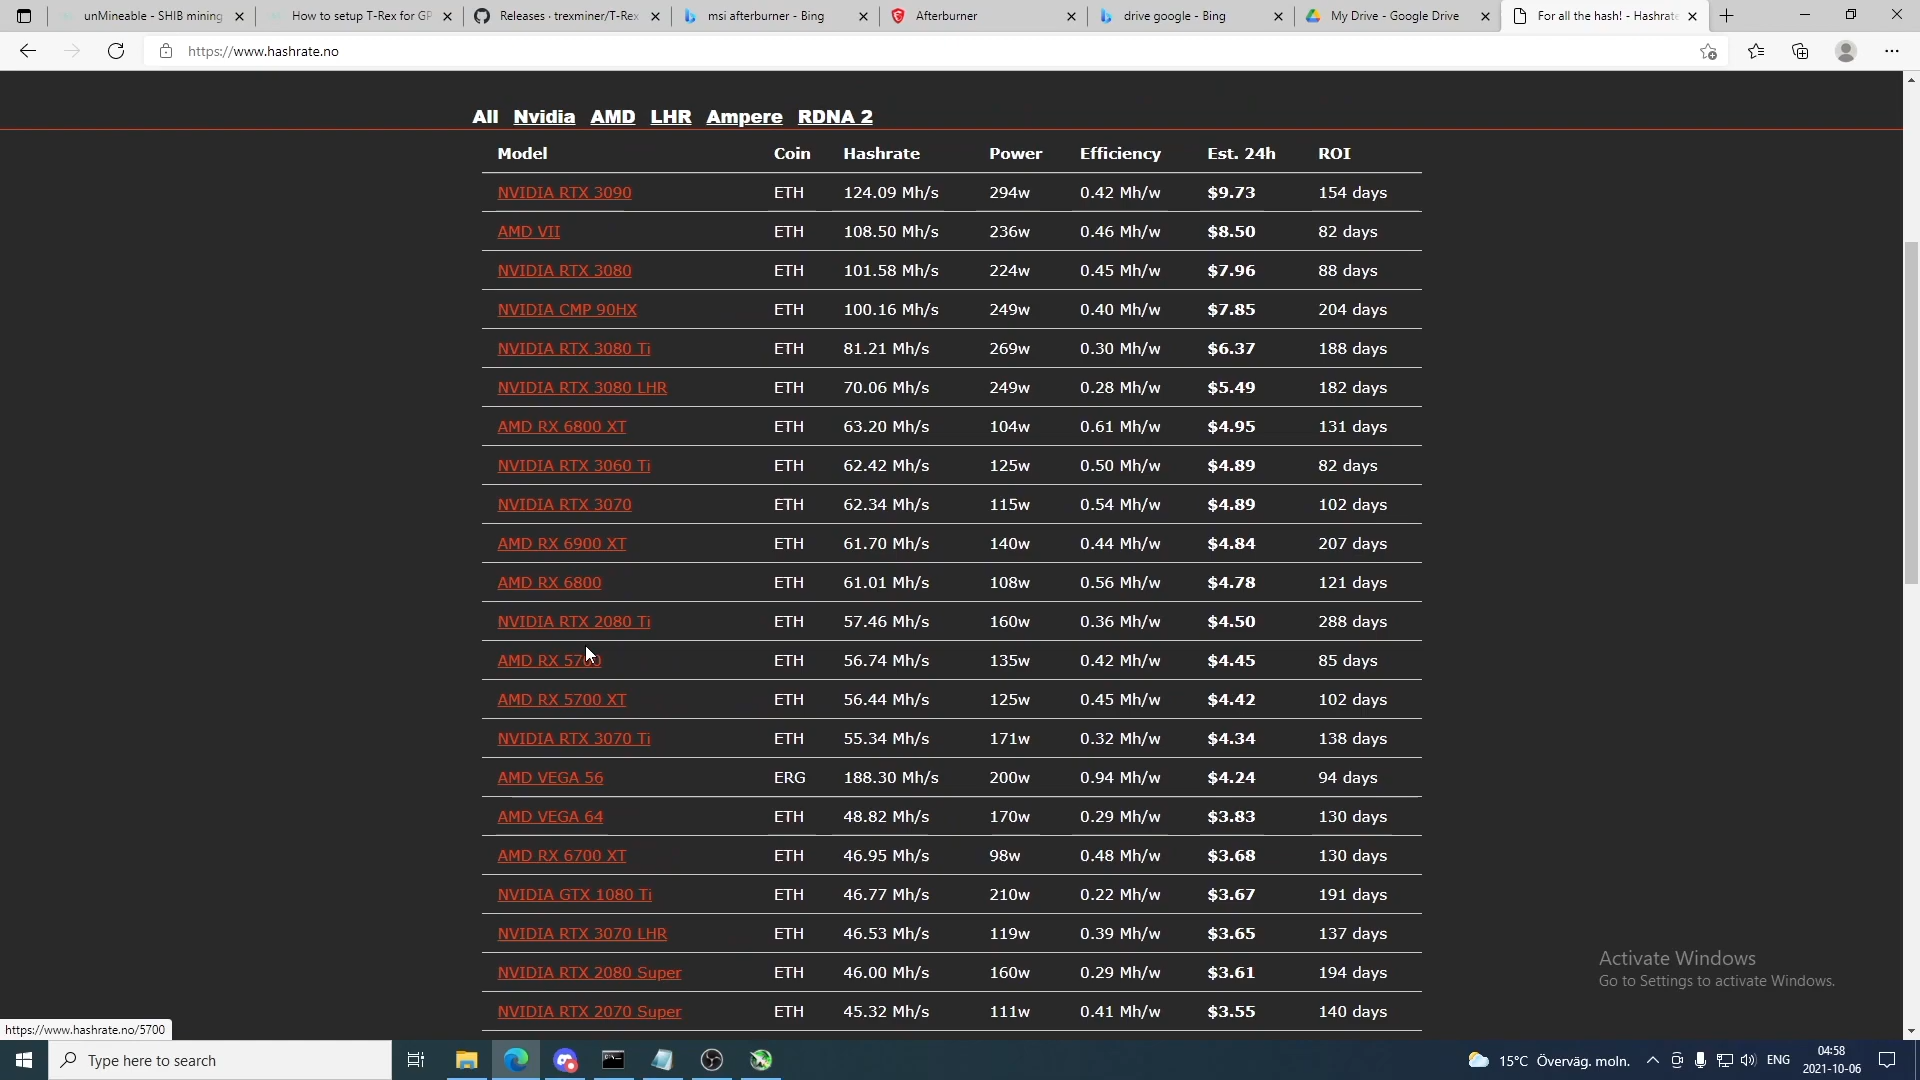 unMineable - SHIB mining
How to setup T-Rex for GP
Releases · trexminer/T-Rex
msi afterburner - Bing
Afterburner
drive google - Bing
My Drive - Google Drive
For all the hash! - Hashrate
https://www.hashrate.no
All Nvidia AMD LHR Ampere RDNA 2
Model Coin Hashrate Power Efficiency Est. 24h ROI
NVIDIA RTX 3090 ETH 124.09 Mh/s 294w 0.42 Mh/w $9.73 154 days
AMD VII ETH 108.50 Mh/s 236w 0.46 Mh/w $8.50 82 days
NVIDIA RTX 3080 ETH 101.58 Mh/s 224w 0.45 Mh/w $7.96 88 days
NVIDIA CMP 90HX ETH 100.16 Mh/s 249w 0.40 Mh/w $7.85 204 days
NVIDIA RTX 3080 Ti ETH 81.21 Mh/s 269w 0.30 Mh/w $6.37 188 days
NVIDIA RTX 3080 LHR ETH 70.06 Mh/s 249w 0.28 Mh/w $5.49 182 days
AMD RX 6800 XT ETH 63.20 Mh/s 104w 0.61 Mh/w $4.95 131 days
NVIDIA RTX 3060 Ti ETH 62.42 Mh/s 125w 0.50 Mh/w $4.89 82 days
NVIDIA RTX 3070 ETH 62.34 Mh/s 115w 0.54 Mh/w $4.89 102 days
AMD RX 6900 XT ETH 61.70 Mh/s 140w 0.44 Mh/w $4.84 207 days
AMD RX 6800 ETH 61.01 Mh/s 108w 0.56 Mh/w $4.78 121 days
NVIDIA RTX 2080 Ti ETH 57.46 Mh/s 160w 0.36 Mh/w $4.50 288 days
AMD RX 5700 ETH 56.74 Mh/s 135w 0.42 Mh/w $4.45 85 days
AMD RX 5700 XT ETH 56.44 Mh/s 125w 0.45 Mh/w $4.42 102 days
NVIDIA RTX 3070 Ti ETH 55.34 Mh/s 171w 0.32 Mh/w $4.34 138 days
AMD VEGA 56 ERG 188.30 Mh/s 200w 0.94 Mh/w $4.24 94 days
AMD VEGA 64 ETH 48.82 Mh/s 170w 0.29 Mh/w $3.83 130 days
AMD RX 6700 XT ETH 46.95 Mh/s 98w 0.48 Mh/w $3.68 130 days
NVIDIA GTX 1080 Ti ETH 46.77 Mh/s 210w 0.22 Mh/w $3.67 191 days
NVIDIA RTX 3070 LHR ETH 46.53 Mh/s 119w 0.39 Mh/w $3.65 137 days
NVIDIA RTX 2080 Super ETH 46.00 Mh/s 160w 0.29 Mh/w $3.61 194 days
NVIDIA RTX 2070 Super ETH 45.32 Mh/s 111w 0.41 Mh/w $3.55 140 days
Activate Windows
Go to Settings to activate Windows.
https://www.hashrate.no/5700
Type here to search
15°C Överväg. moln.
ENG
04:58
2021-10-06